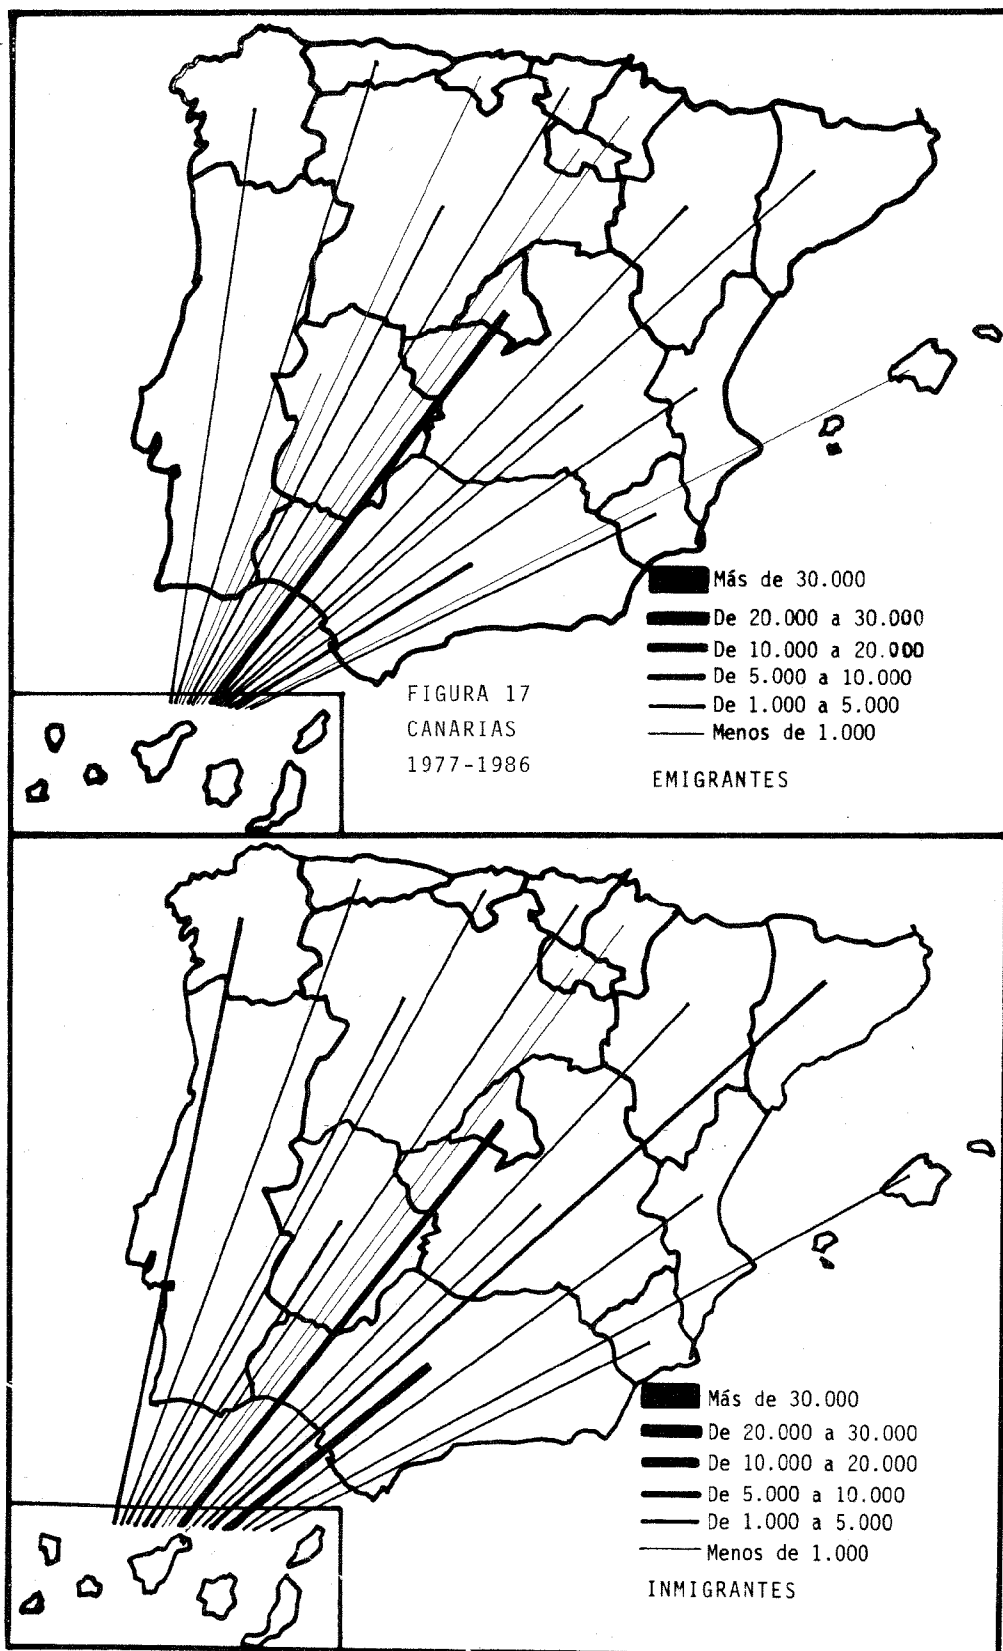 Más de 30.000
De 20.000 a 30.000
De 10.000 a 20.000
De 5.000 a 10.000
De 1.000 a 5.000
Menos de 1.000
EMIGRANTES
FIGURA 17
CANARIAS
1977-1986
Más de 30.000
De 20.000 a 30.000
De 10.000 a 20.000
De 5.000 a 10.000
De 1.000 a 5.000
Menos de 1.000
INMIGRANTES